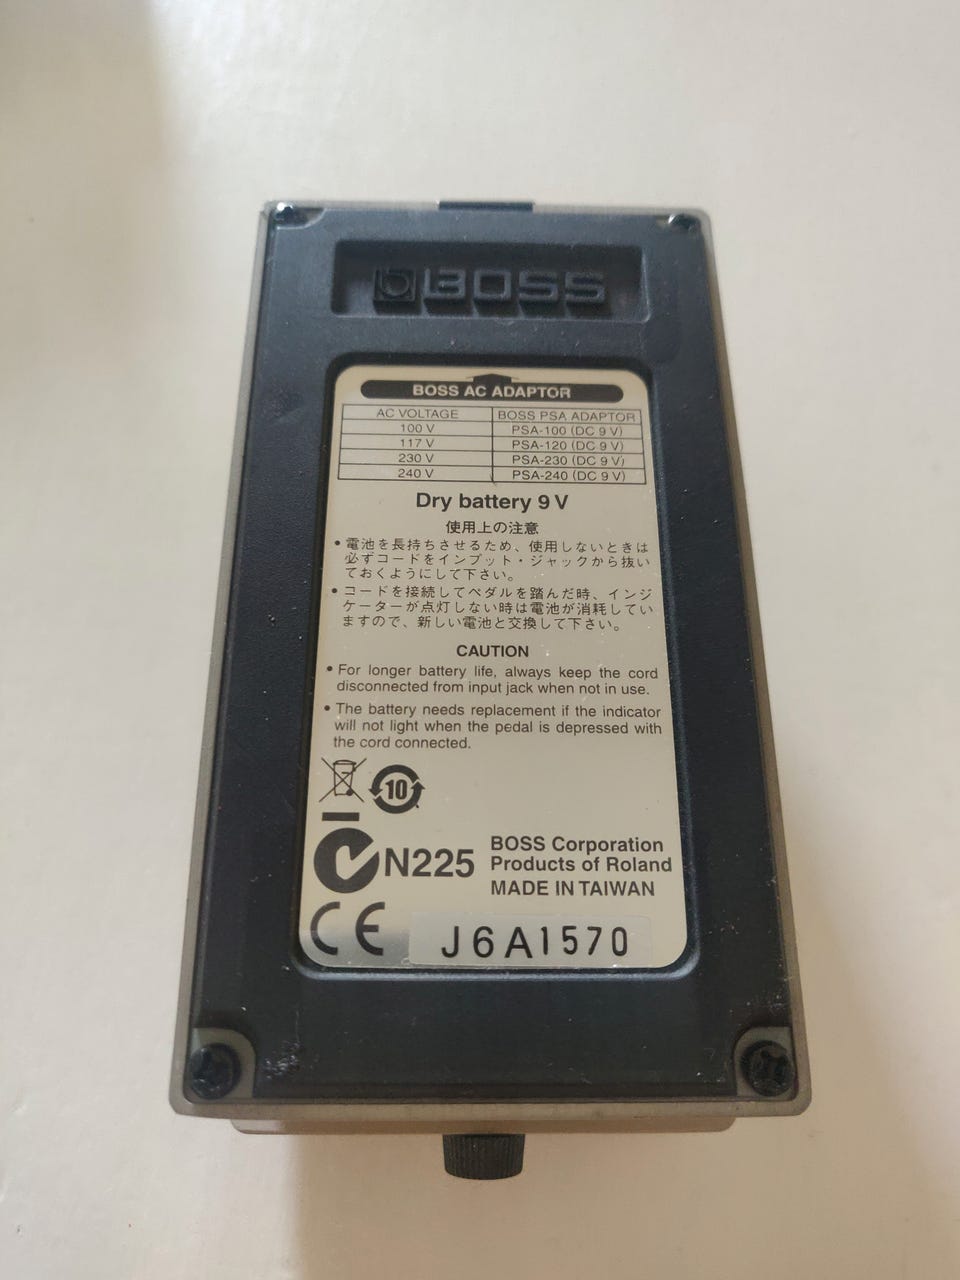 BOSS
BOSS AC ADAPTOR
AC VOLTAGE BOSS PSA ADAPTOR
100 V PSA-100 (DC 9 V)
117 V PSA-120 (DC 9 V)
230 V PSA-230 (DC 9 V)
240 V PSA-240 (DC 9 V)
Dry battery 9 V
使用上の注意
• 電池を長持ちさせるため、使用しないときは
必ずコードをインプット・ジャックから抜い
ておくようにして下さい。
• コードを接続してペダルを踏んだ時、インジ
ケーターが点灯しない時は電池が消耗してい
ますので、新しい電池と交換して下さい。
CAUTION
• For longer battery life, always keep the cord
disconnected from input jack when not in use.
• The battery needs replacement if the indicator
will not light when the pedal is depressed with
the cord connected.
10
N225
BOSS Corporation
Products of Roland
MADE IN TAIWAN
CE
J6A1570